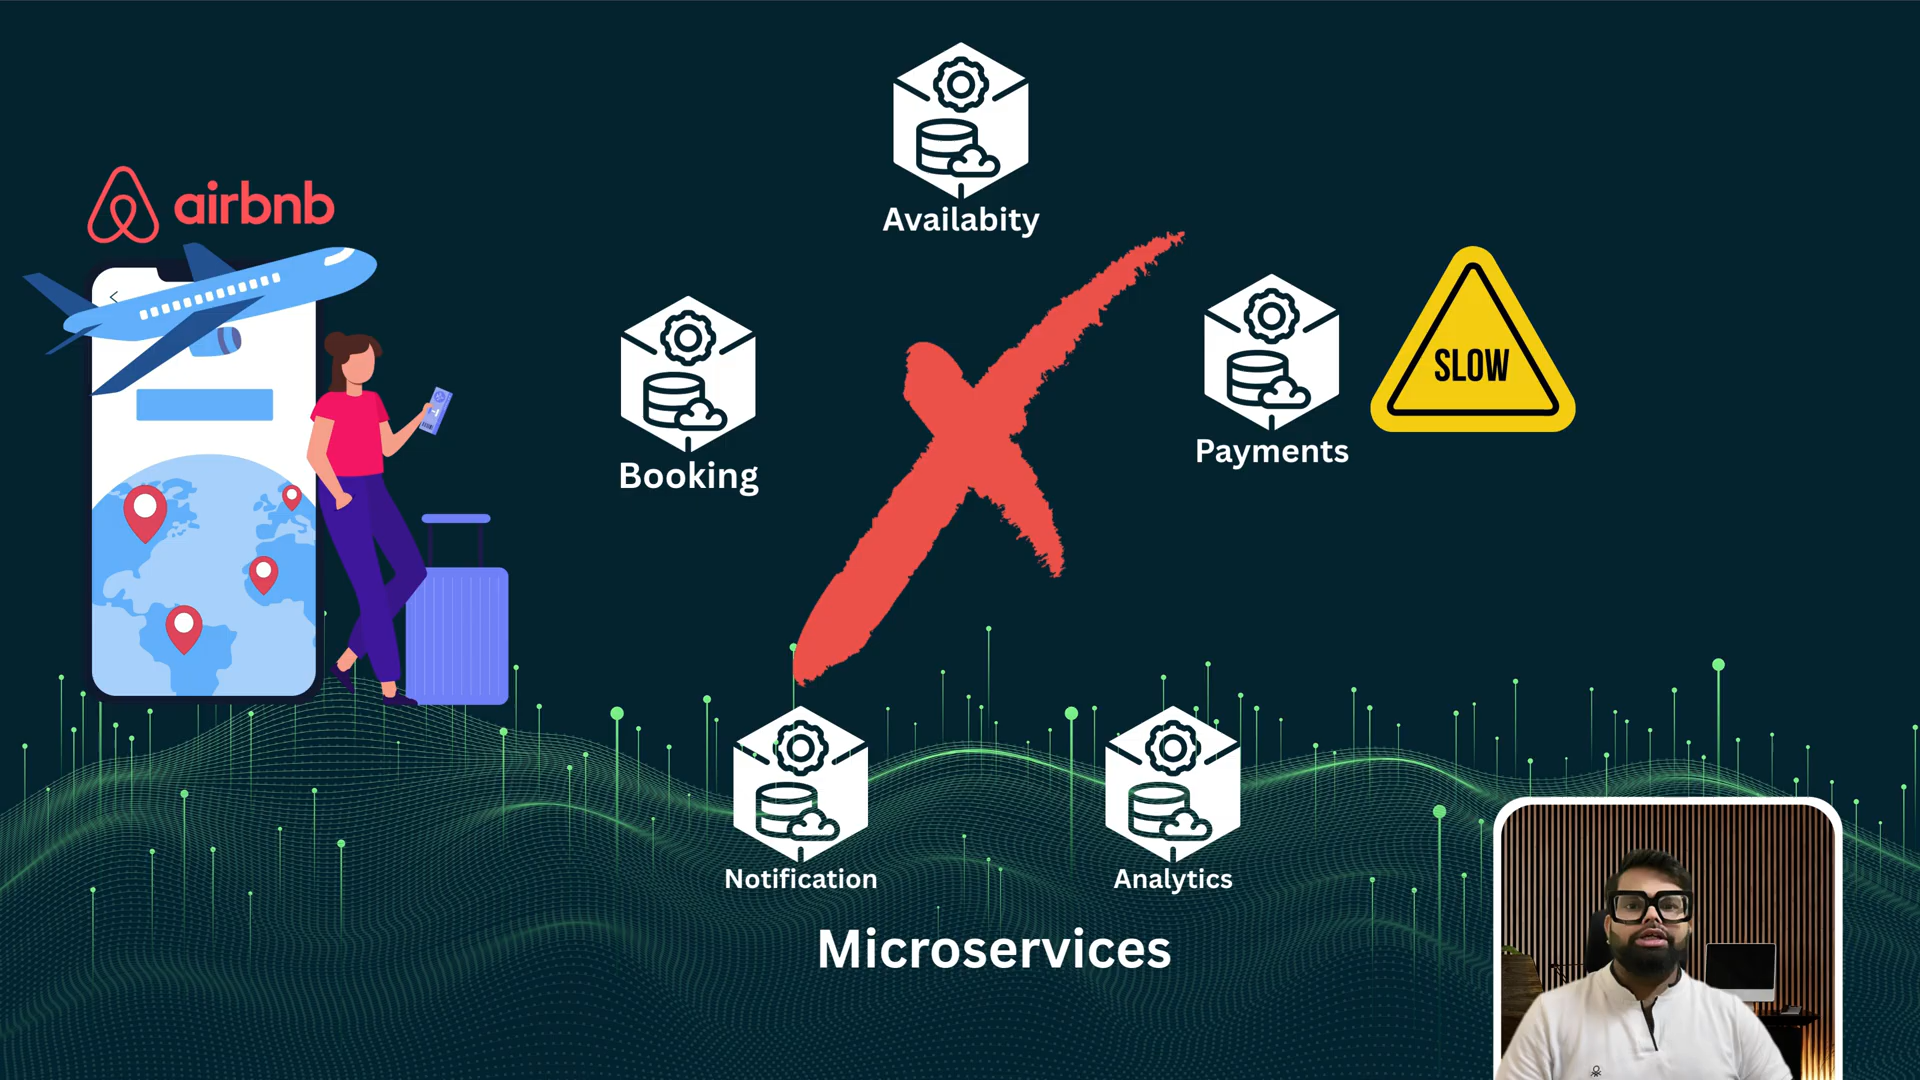 Availabity
airbnb
SLOW
Payments
Booking
Notification
Analytics
Microservices